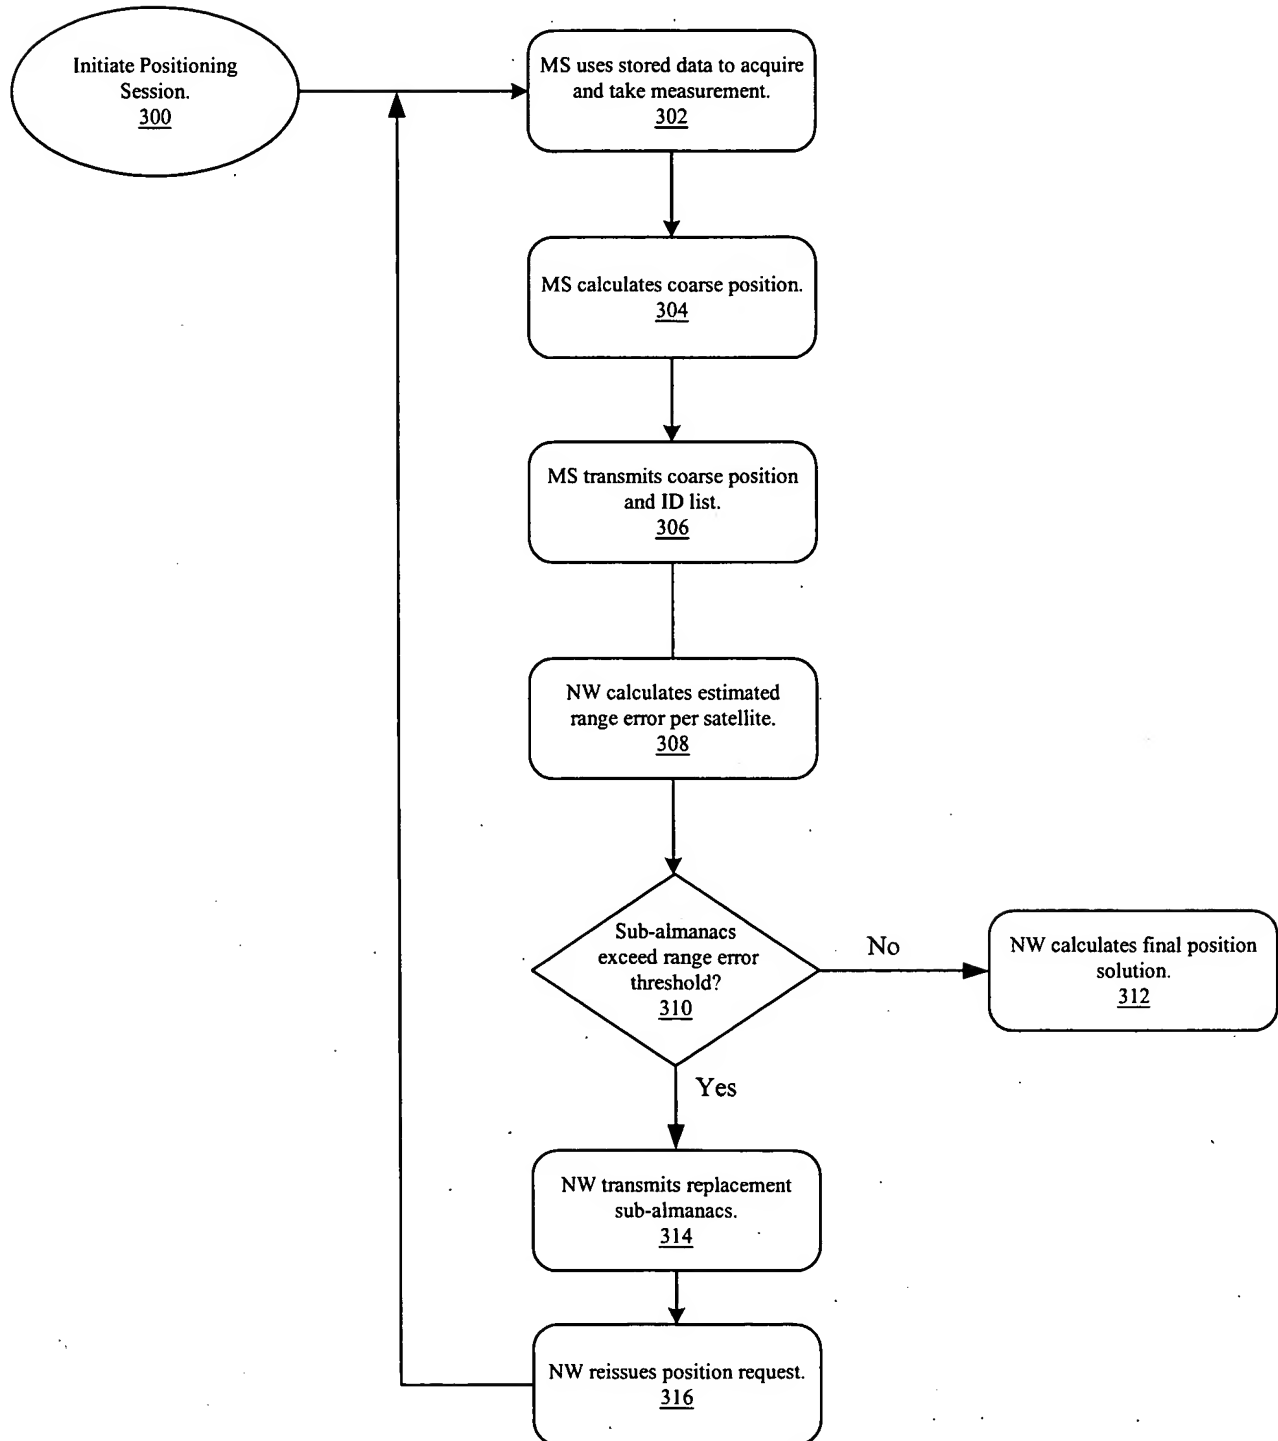 Initiate Positioning
Session.
300
MS uses stored data to acquire
and take measurement.
302
MS calculates coarse position.
304
MS transmits coarse position
and ID list.
306
NW calculates estimated
range error per satellite.
308
Sub-almanacs
exceed range error
threshold?
310
No
NW calculates final position
solution.
312
Yes
NW transmits replacement
sub-almanacs.
314
NW reissues position request.
316